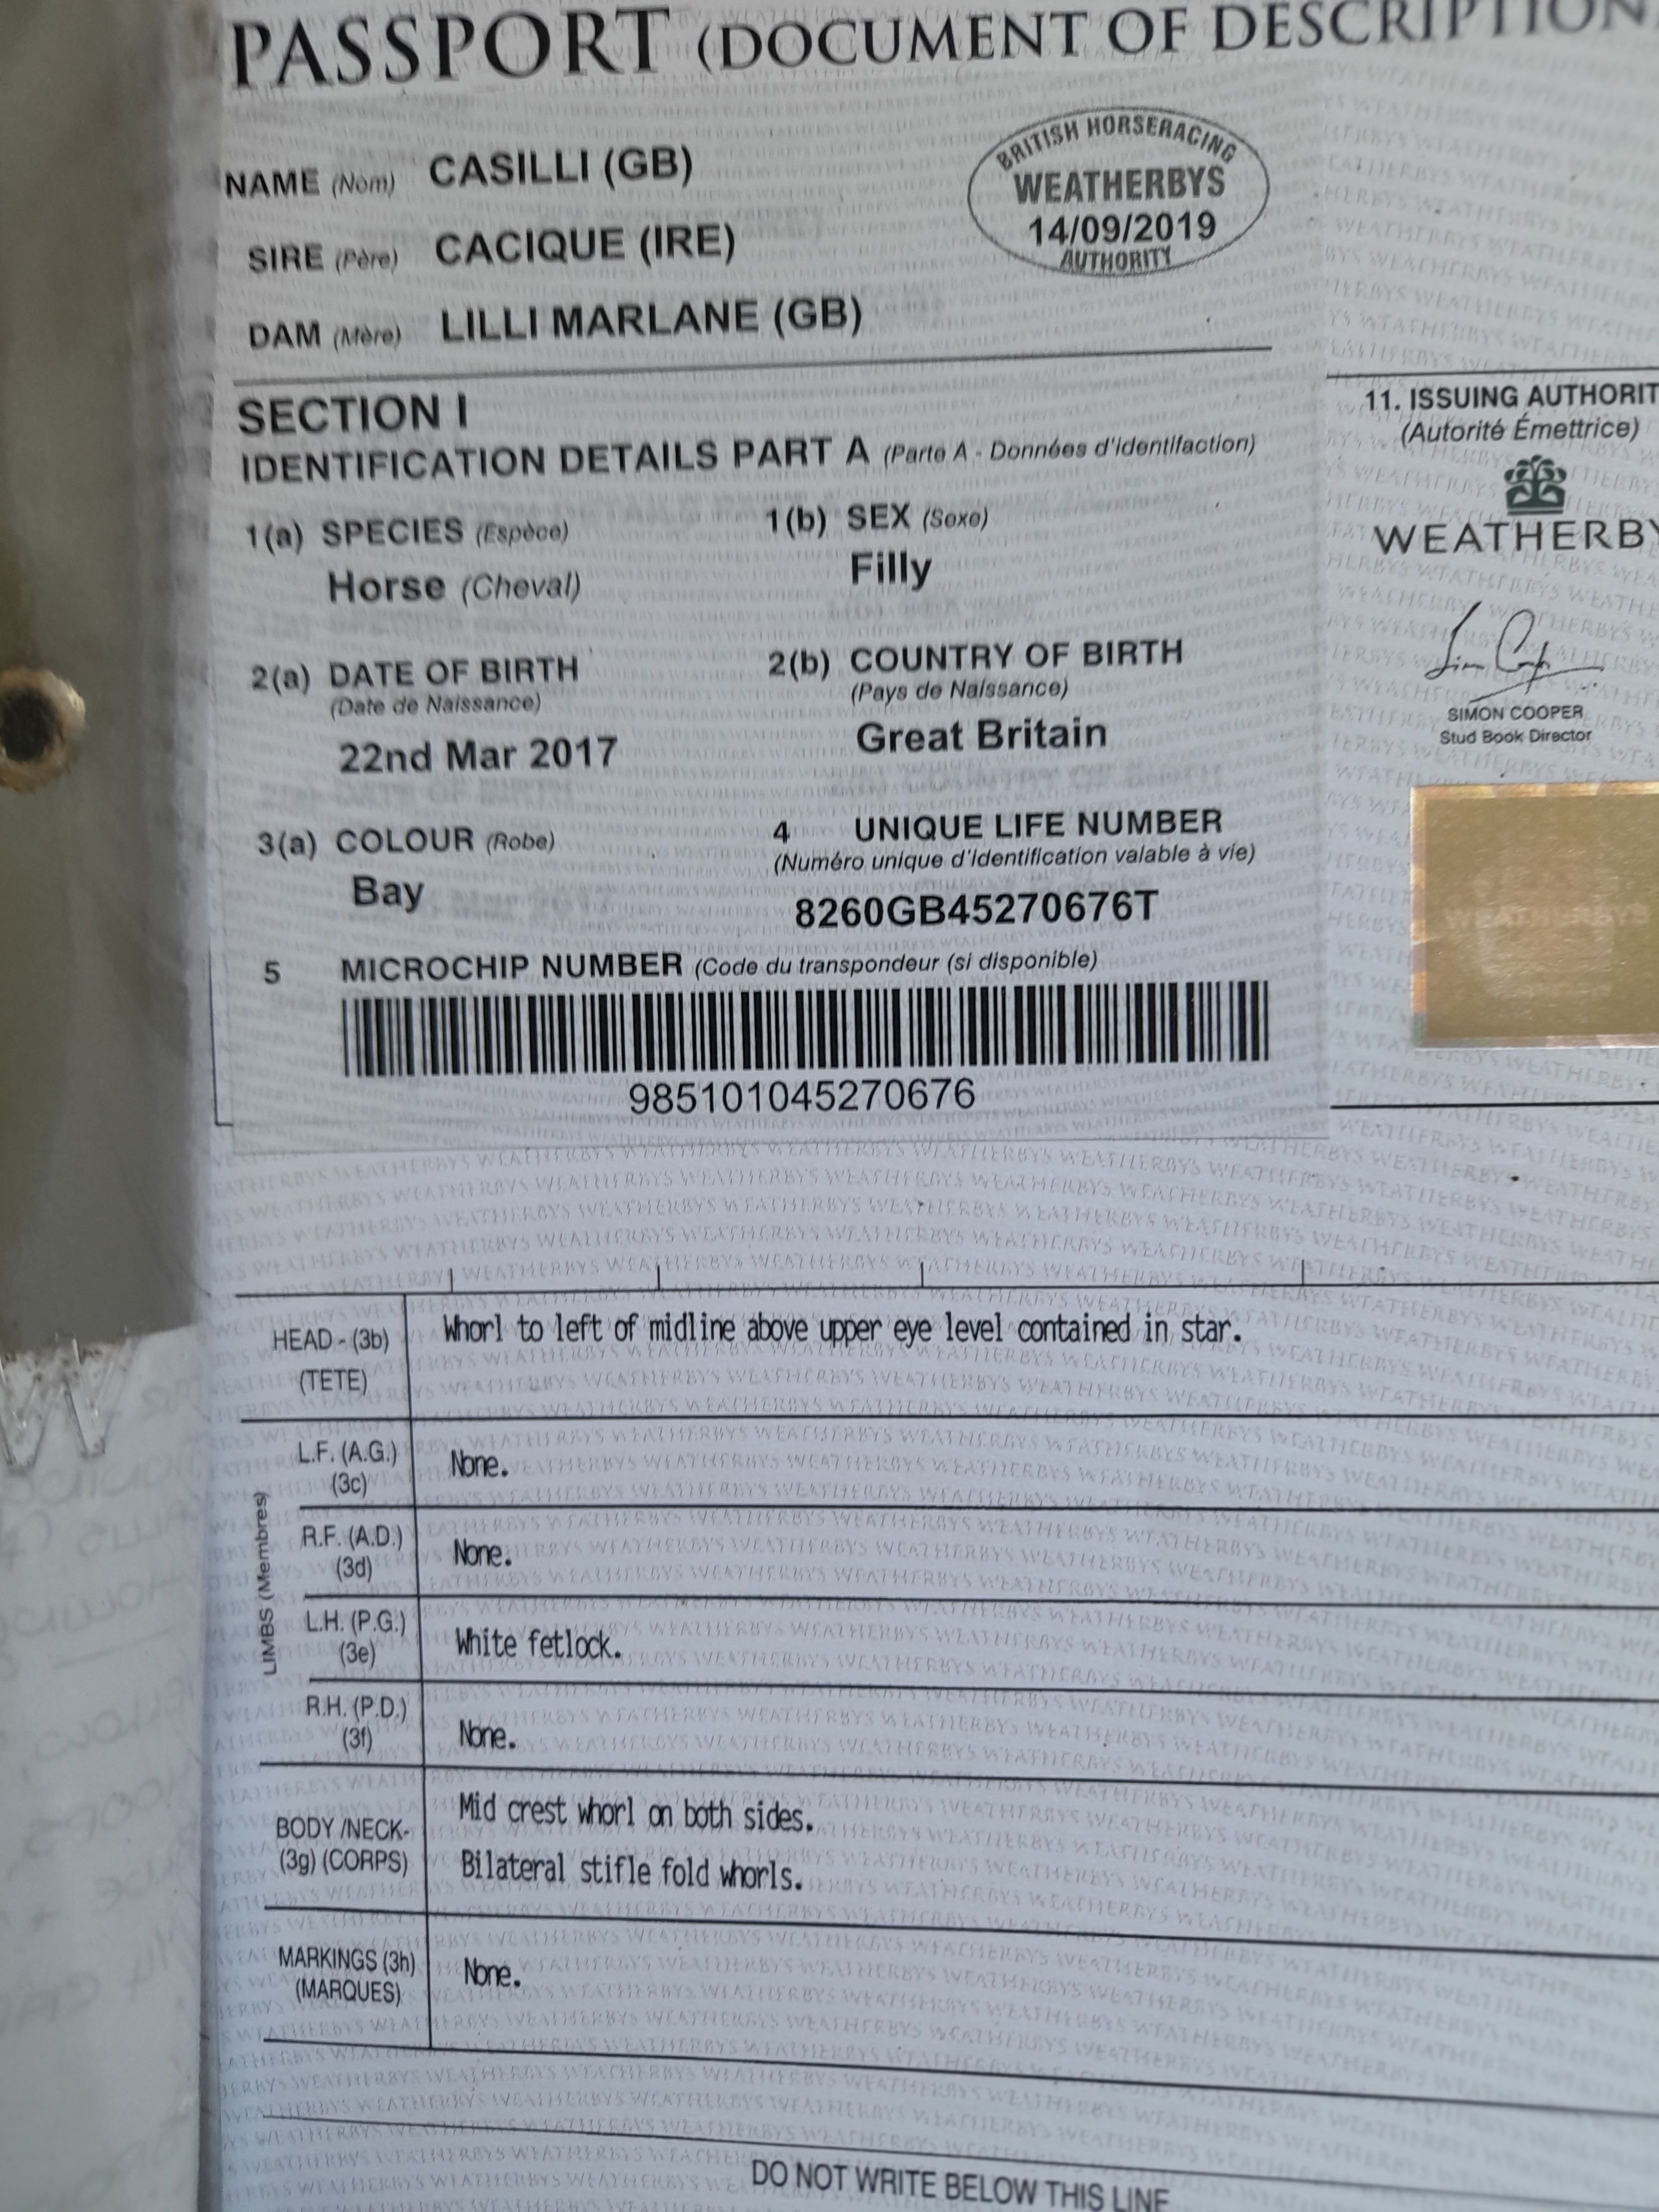 PASSPORT (DOCUMENT OF DESCRIPTION
NAME (Nom) CASILLI (GB)
SIRE (Père) CACIQUE (IRE)
DAM (Mère) LILLI MARLANE (GB)
BRITISH HORSERACING
WEATHERBYS
14/09/2019
AUTHORITY
SECTION I
IDENTIFICATION DETAILS PART A (Parte A - Données d'identifaction)
1(a) SPECIES (Espèce)
Horse (Cheval)
1(b) SEX (Sexe)
Filly
2(a) DATE OF BIRTH
(Date de Naissance)
22nd Mar 2017
2(b) COUNTRY OF BIRTH
(Pays de Naissance)
Great Britain
3(a) COLOUR (Robe)
Bay
4 UNIQUE LIFE NUMBER
(Numéro unique d'identification valable à vie)
8260GB45270676T
5 MICROCHIP NUMBER (Code du transpondeur (si disponible)
985101045270676
11. ISSUING AUTHORIT
(Autorité Émettrice)
WEATHERBY
SIMON COOPER
Stud Book Director
HEAD - (3b)
(TETE)
Whorl to left of midline above upper eye level contained in star.
LIMBS (Membres)
L.F. (A.G.)
(3c)
None.
R.F. (A.D.)
(3d)
None.
L.H. (P.G.)
(3e)
White fetlock.
R.H. (P.D.)
(3f)
None.
BODY /NECK-
(3g) (CORPS)
Mid crest whorl on both sides.
Bilateral stifle fold whorls.
MARKINGS (3h)
(MARQUES)
None.
DO NOT WRITE BELOW THIS LINE